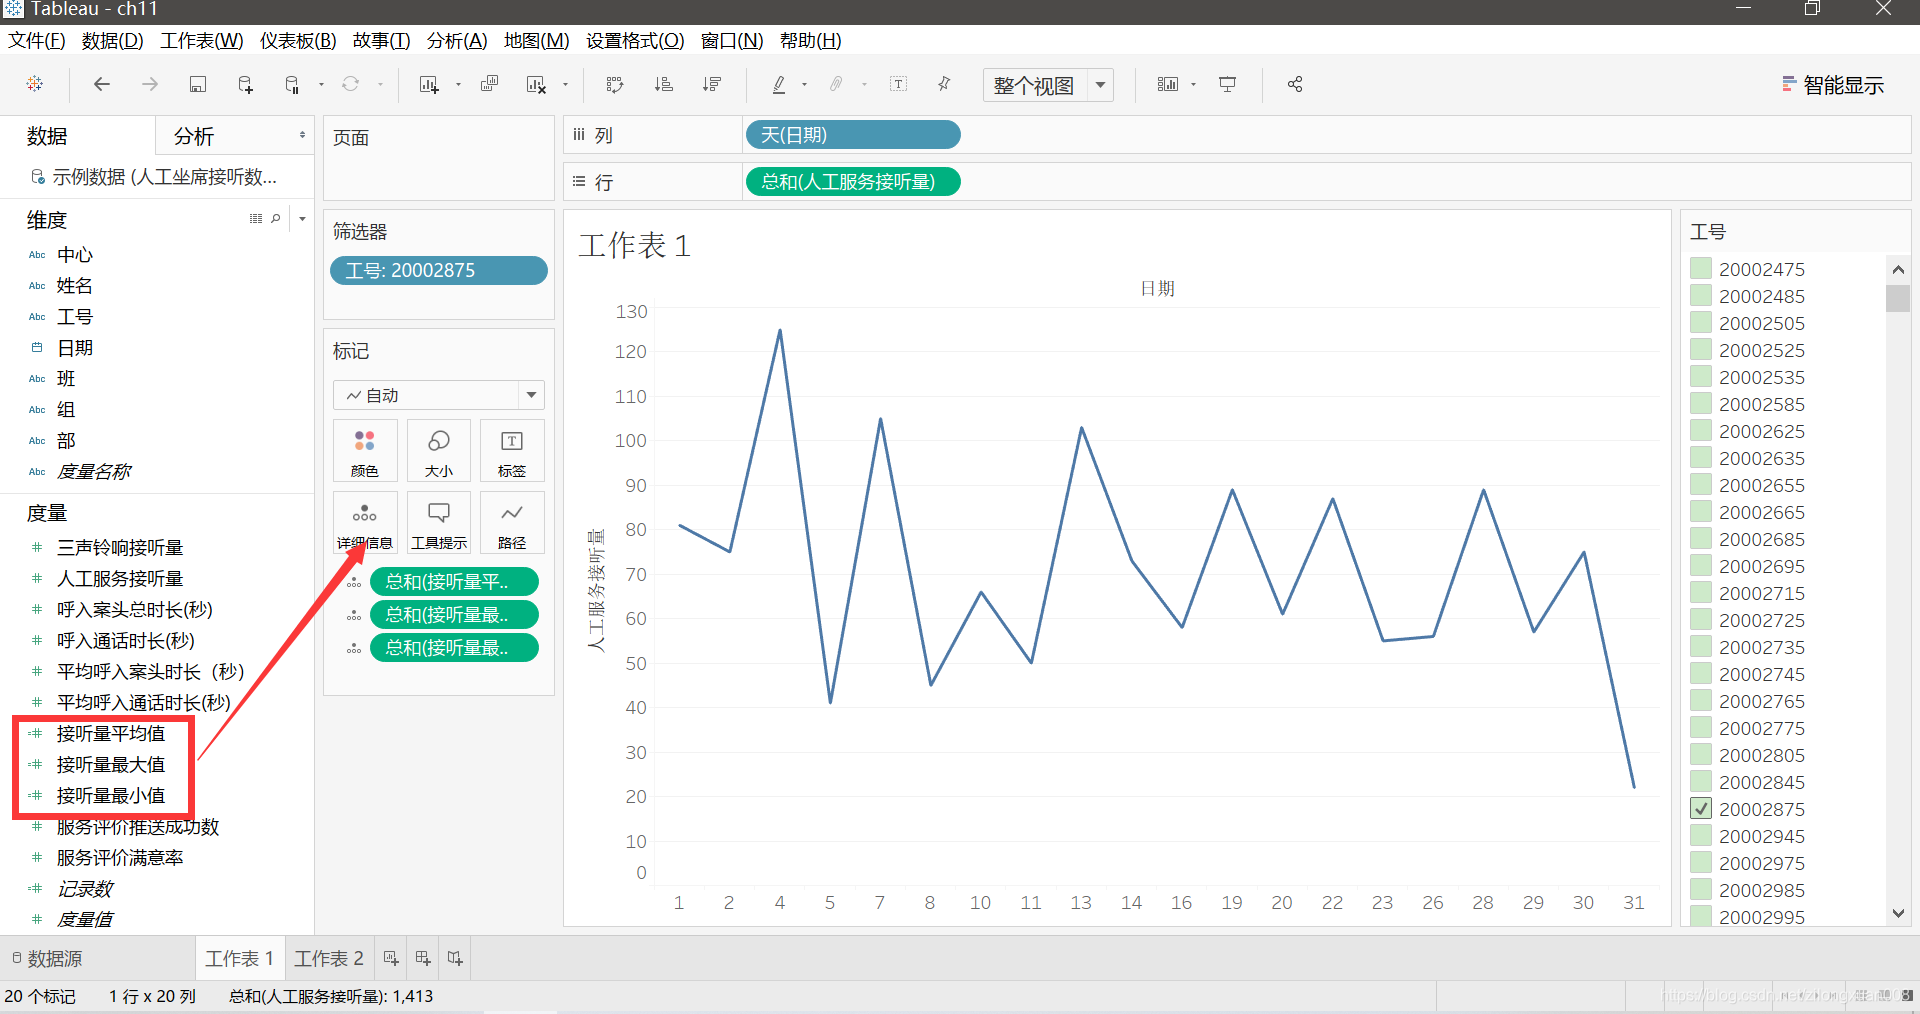 Tableau - ch11
文件(F) 数据(D) 工作表(W) 仪表板(B) 故事(T) 分析(A) 地图(M) 设置格式(O) 窗口(N) 帮助(H)
整个视图
智能显示
数据
分析
示例数据 (人工坐席接听数...
维度
Abc 中心
Abc 姓名
Abc 工号
日期
Abc 班
Abc 组
Abc 部
Abc 度量名称
度量
三声铃响接听量
人工服务接听量
呼入案头总时长(秒)
呼入通话时长(秒)
平均呼入案头时长（秒）
平均呼入通话时长(秒)
接听量平均值
接听量最大值
接听量最小值
服务评价推送成功数
服务评价满意率
记录数
度量值
页面
筛选器
工号: 20002875
标记
自动
颜色
大小
标签
详细信息
工具提示
路径
总和(接听量平..
总和(接听量最..
总和(接听量最..
列
天(日期)
行
总和(人工服务接听量)
工作表 1
日期
人工服务接听量
130
120
110
100
90
80
70
60
50
40
30
20
10
0
1 2 4 5 7 8 10 11 13 14 16 19 20 22 23 26 28 29 30 31
工号
20002475
20002485
20002505
20002525
20002535
20002585
20002625
20002635
20002655
20002665
20002685
20002695
20002715
20002725
20002735
20002745
20002765
20002775
20002805
20002845
20002875
20002945
20002975
20002985
20002995
数据源
工作表 1
工作表 2
20 个标记
1 行 x 20 列
总和(人工服务接听量): 1,413